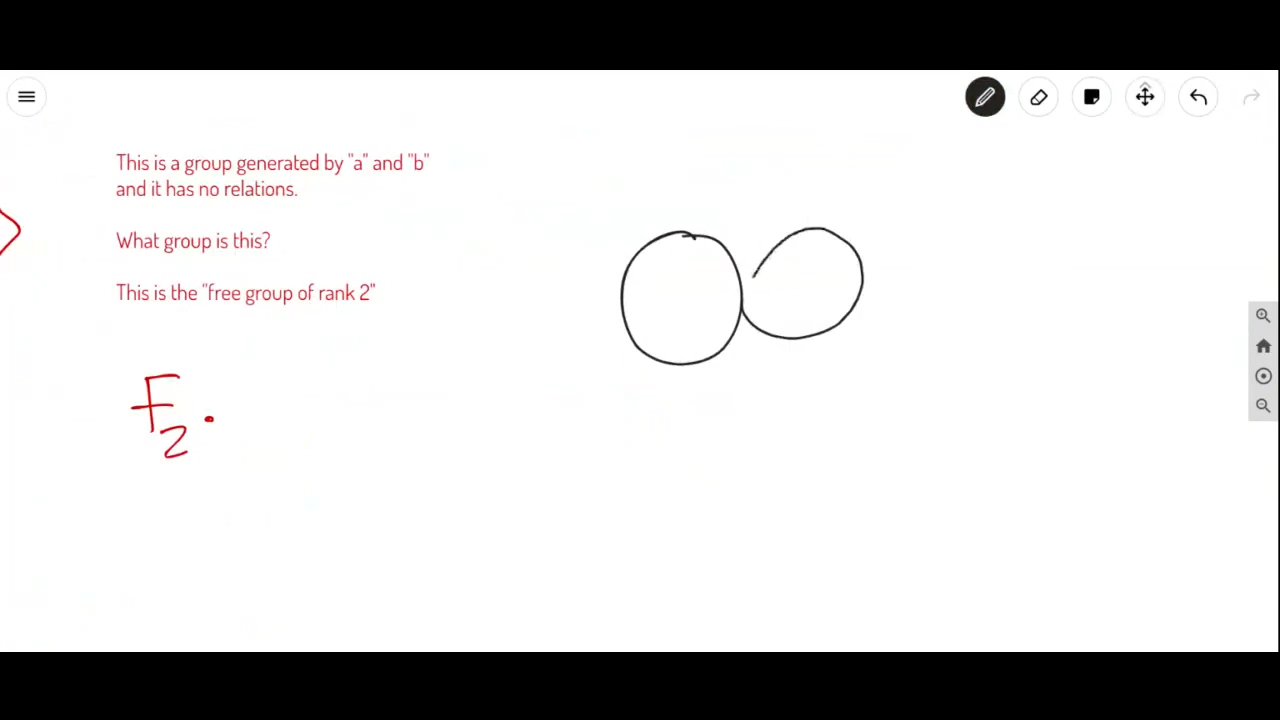 This is a group generated by "a" and "b"
and it has no relations.
What group is this?
This is the "free group of rank 2"
F2.